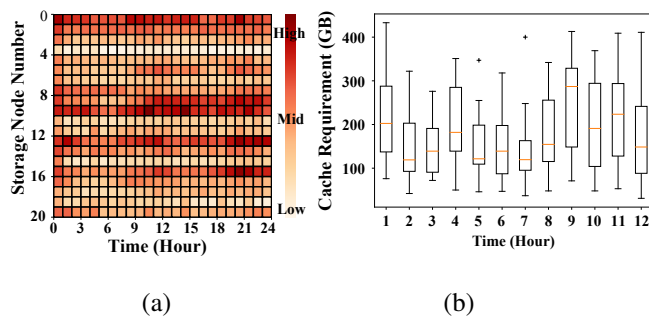 Storage Node Number
0
4
8
12
16
20
0 3 6 9 12 15 18 21 24
Time (Hour)
High
Mid
Low
(a)
Cache Requirement (GB)
400
300
200
100
1 2 3 4 5 6 7 8 9 10 11 12
Time (Hour)
(b)